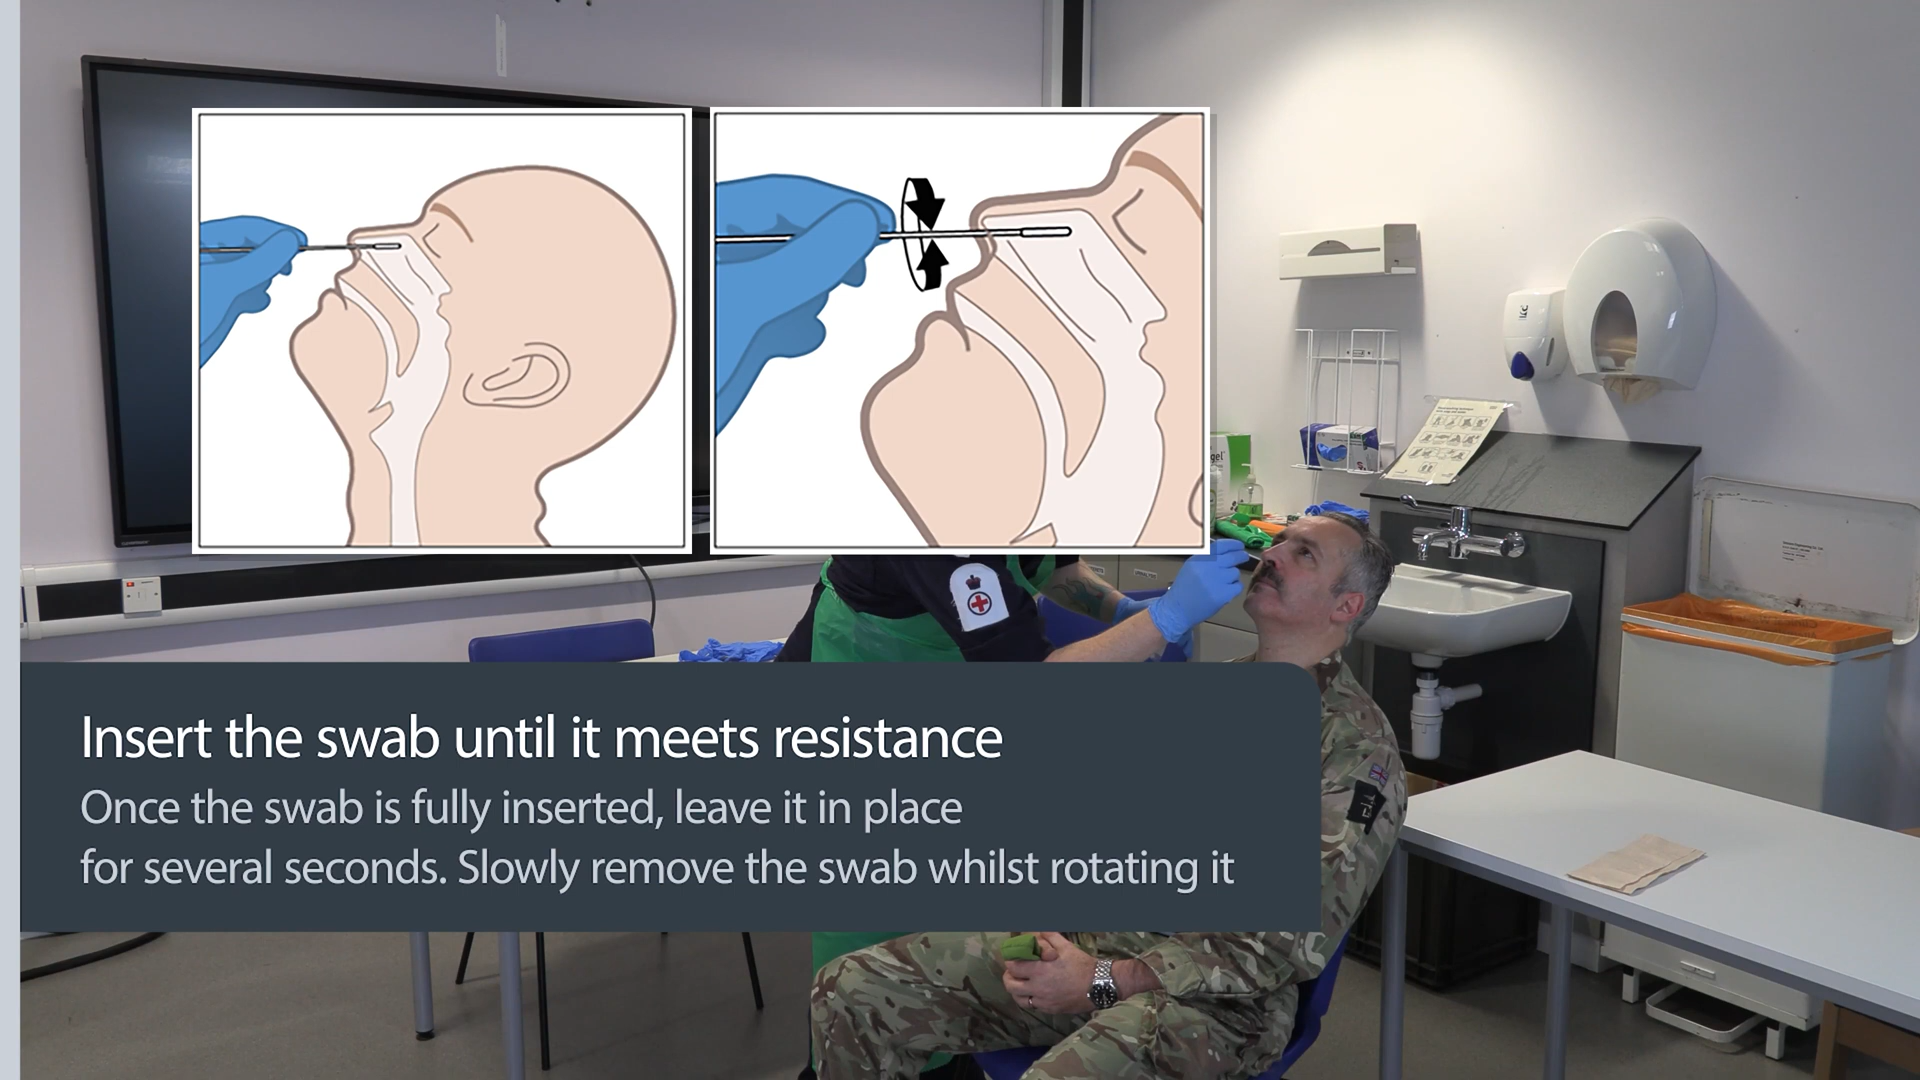 Insert the swab until it meets resistance
Once the swab is fully inserted, leave it in place
for several seconds. Slowly remove the swab whilst rotating it
gel